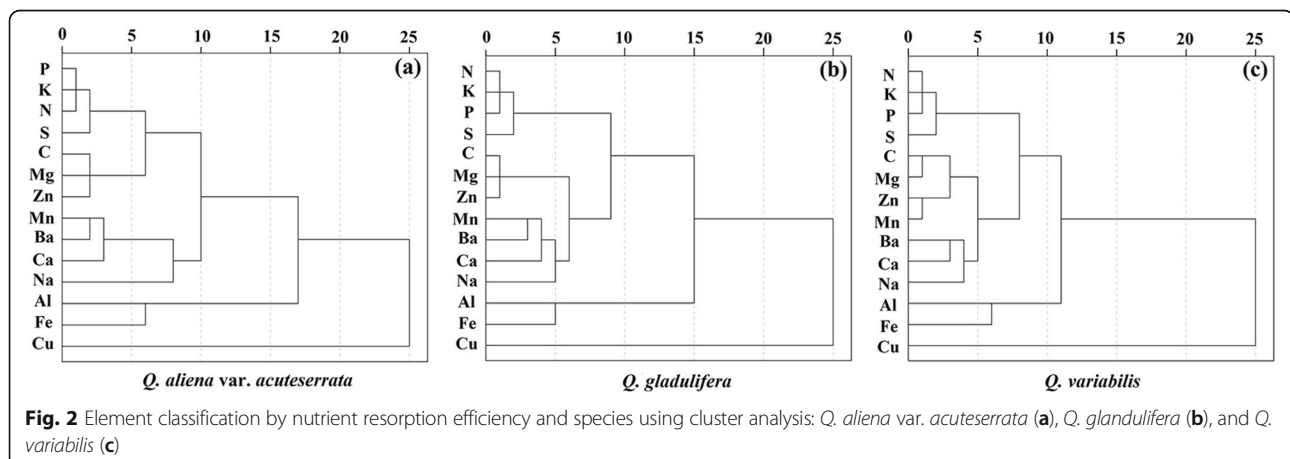 0 5 10 15 20 25
(a)
P
K
N
S
C
Mg
Zn
Mn
Ba
Ca
Na
Al
Fe
Cu
Q. aliena var. acuteserrata
0 5 10 15 20 25
(b)
N
K
P
S
C
Mg
Zn
Mn
Ba
Ca
Na
Al
Fe
Cu
Q. gladulifera
0 5 10 15 20 25
(c)
N
K
P
S
C
Mg
Zn
Mn
Ba
Ca
Na
Al
Fe
Cu
Q. variabilis
Fig. 2 Element classification by nutrient resorption efficiency and species using cluster analysis: Q. aliena var. acuteserrata (a), Q. glandulifera (b), and Q.
variabilis (c)